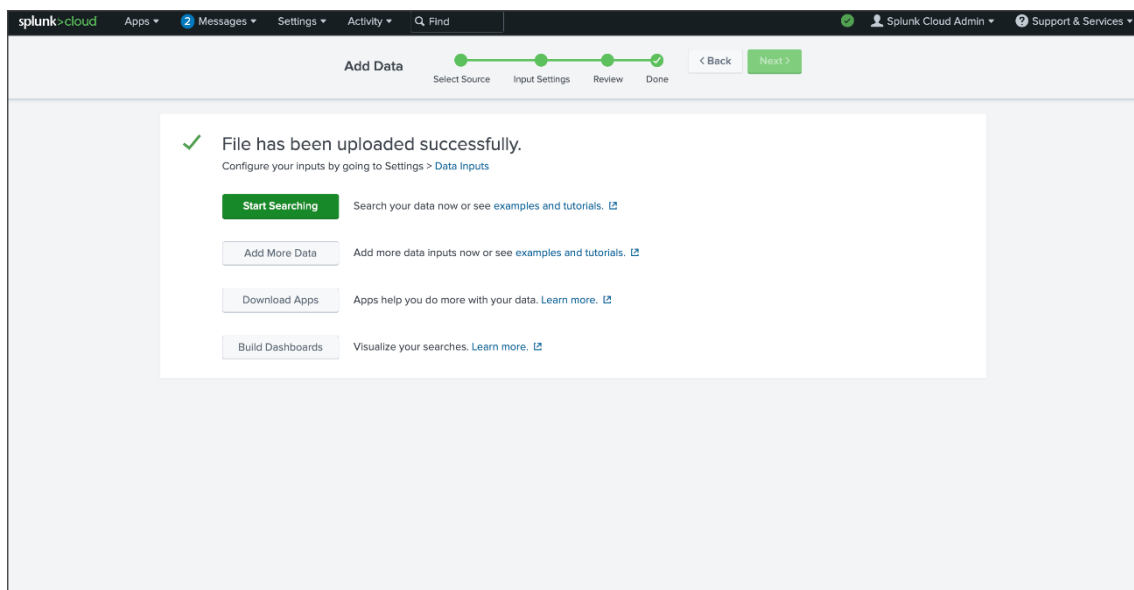 splunk>cloud Apps 2 Messages Settings Activity Find Splunk Cloud Admin ? Support & Services
Add Data
Select Source Input Settings Review Done
< Back Next >
File has been uploaded successfully.
Configure your inputs by going to Settings > Data Inputs
Start Searching Search your data now or see examples and tutorials.
Add More Data Add more data inputs now or see examples and tutorials.
Download Apps Apps help you do more with your data. Learn more.
Build Dashboards Visualize your searches. Learn more.